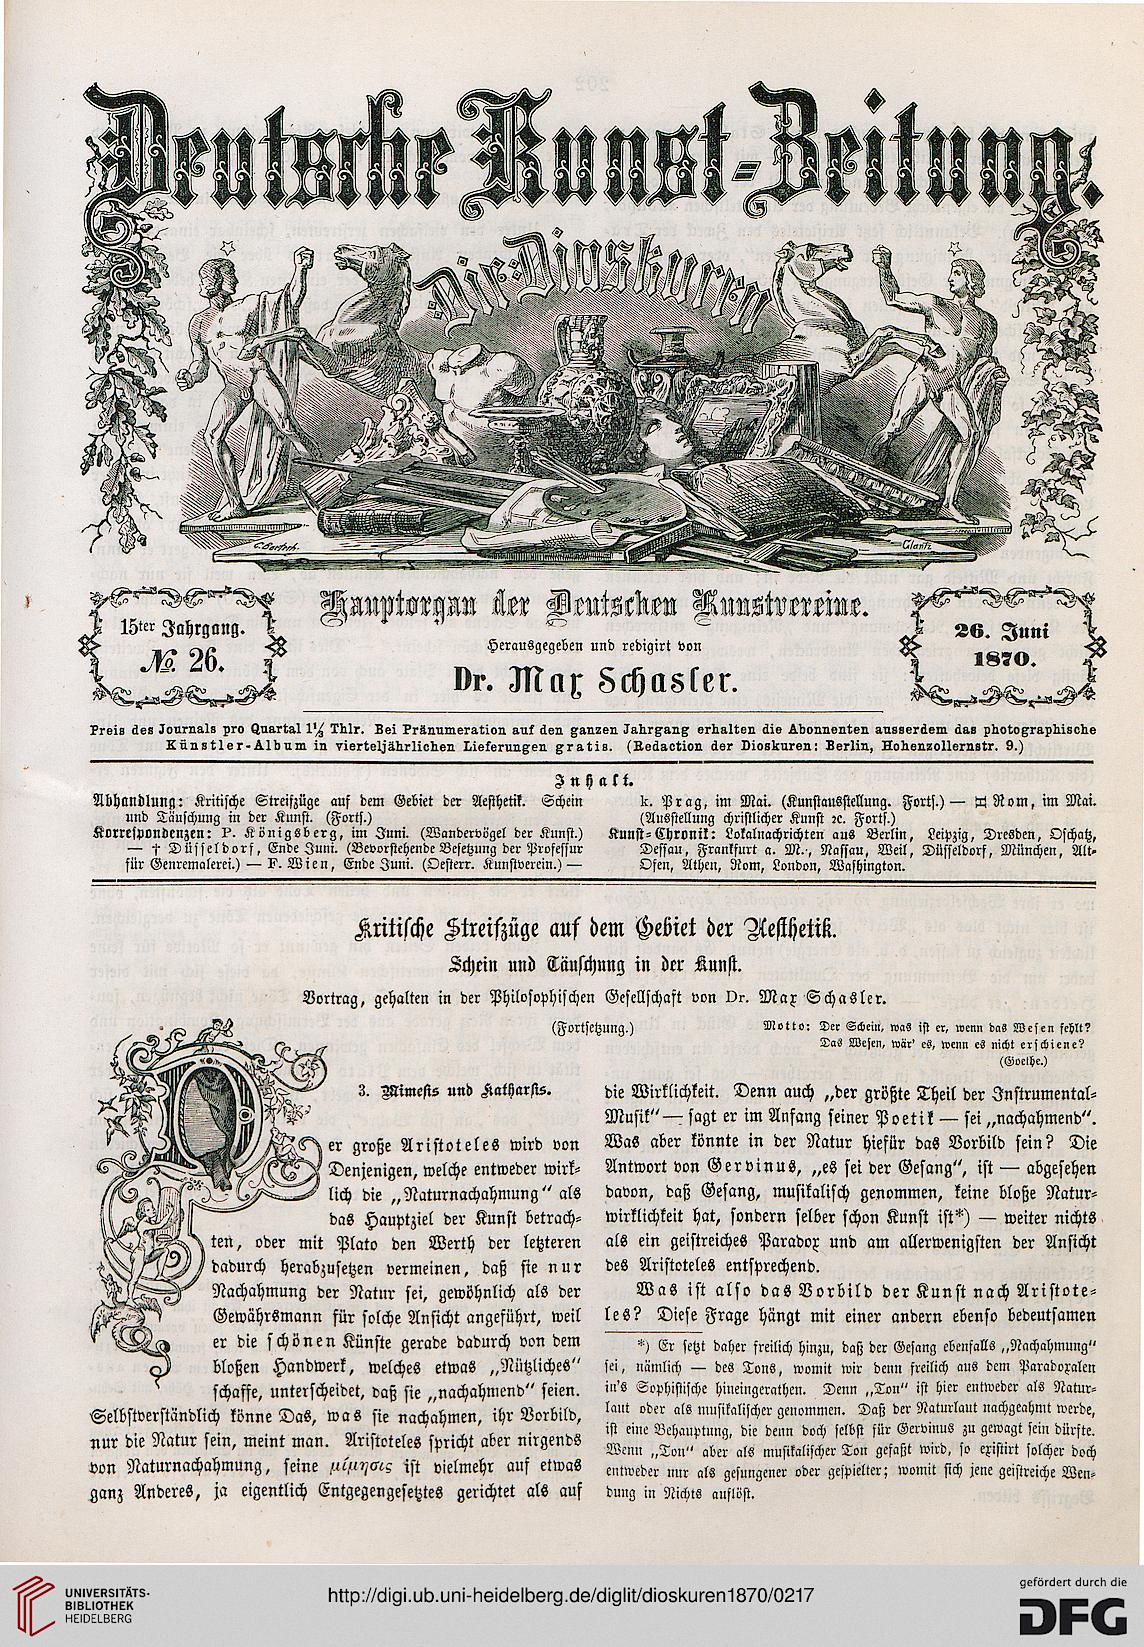 Deutsche Kunst-Zeitung.
Die Dioskuren
C. Bartsch.
Glantz
Hauptorgan der Deutschen Kunstvereine.
15ter Jahrgang.
No. 26.
Herausgegeben und redigirt von
Dr. Max Schasler.
26. Juni
1870.
Preis des Journals pro Quartal 1½ Thlr. Bei Pränumeration auf den ganzen Jahrgang erhalten die Abonnenten ausserdem das photographische
Künstler-Album in vierteljährlichen Lieferungen gratis. (Redaction der Dioskuren: Berlin, Hohenzollernstr. 9.)
Inhalt.
Abhandlung: Kritische Streifzüge auf dem Gebiet der Aesthetik. Schein
und Täuschung in der Kunst. (Forts.)
Korrespondenzen: P. Königsberg, im Juni. (Wandervögel der Kunst.)
— † Düsseldorf, Ende Juni. (Bevorstehende Besetzung der Professur
für Genremalerei.) — F. Wien, Ende Juni. (Oesterr. Kunstverein.) —
k. Prag, im Mai. (Kunstausstellung. Forts.) — Rom, im Mai.
(Ausstellung christlicher Kunst ꝛc. Forts.)
Kunst-Chronik: Lokalnachrichten aus Berlin, Leipzig, Dresden, Oschatz,
Dessau, Frankfurt a. M., Nassau, Weil, Düsseldorf, München, Alt-
Ofen, Athen, Rom, London, Washington.
Kritische Streifzüge auf dem Gebiet der Aesthetik.
Schein und Täuschung in der Kunst.
Vortrag, gehalten in der Philosophischen Gesellschaft von Dr. Max Schasler.
(Fortsetzung.)
Motto: Der Schein, was ist er, wenn das Wesen fehlt?
Das Wesen, wär' es, wenn es nicht erschiene?
(Goethe.)
3. Mimesis und Katharsis.
Der große Aristoteles wird von
Denjenigen, welche entweder wirk-
lich die „Naturnachahmung" als
das Hauptziel der Kunst betrach-
ten, oder mit Plato den Werth der letzteren
dadurch herabzusetzen vermeinen, daß sie nur
Nachahmung der Natur sei, gewöhnlich als der
Gewährsmann für solche Ansicht angeführt, weil
er die schönen Künste gerade dadurch von dem
bloßen Handwerk, welches etwas „Nützliches"
schaffe, unterscheidet, daß sie „nachahmend" seien.
Selbstverständlich könne Das, was sie nachahmen, ihr Vorbild,
nur die Natur sein, meint man. Aristoteles spricht aber nirgends
von Naturnachahmung, seine μίμησις ist vielmehr auf etwas
ganz Anderes, ja eigentlich Entgegengesetztes gerichtet als auf
die Wirklichkeit. Denn auch „der größte Theil der Instrumental-
Musik" — sagt er im Anfang seiner Poetik — sei „nachahmend".
Was aber könnte in der Natur hiefür das Vorbild sein? Die
Antwort von Gervinus, „es sei der Gesang", ist — abgesehen
davon, daß Gesang, musikalisch genommen, keine bloße Natur-
wirklichkeit hat, sondern selber schon Kunst ist*) — weiter nichts
als ein geistreiches Paradox und am allerwenigsten der Ansicht
des Aristoteles entsprechend.
Was ist also das Vorbild der Kunst nach Aristote-
les? Diese Frage hängt mit einer andern ebenso bedeutsamen
*) Er setzt daher freilich hinzu, daß der Gesang ebenfalls „Nachahmung"
sei, nämlich — des Tons, womit wir denn freilich aus dem Paradoxalen
in's Sophistische hineingerathen. Denn „Ton" ist hier entweder als Natur-
laut oder als musikalischer genommen. Daß der Naturlaut nachgeahmt werde,
ist eine Behauptung, die denn doch selbst für Gervinus zu gewagt sein dürfte.
Wenn „Ton" aber als musikalischer Ton gefaßt wird, so existirt solcher doch
entweder nur als gesungener oder gespielter; womit sich jene geistreiche Wen-
dung in Nichts auflöst.
UNIVERSITÄTS-
BIBLIOTHEK
HEIDELBERG
http://digi.ub.uni-heidelberg.de/diglit/dioskuren1870/0217
gefördert durch die
DFG